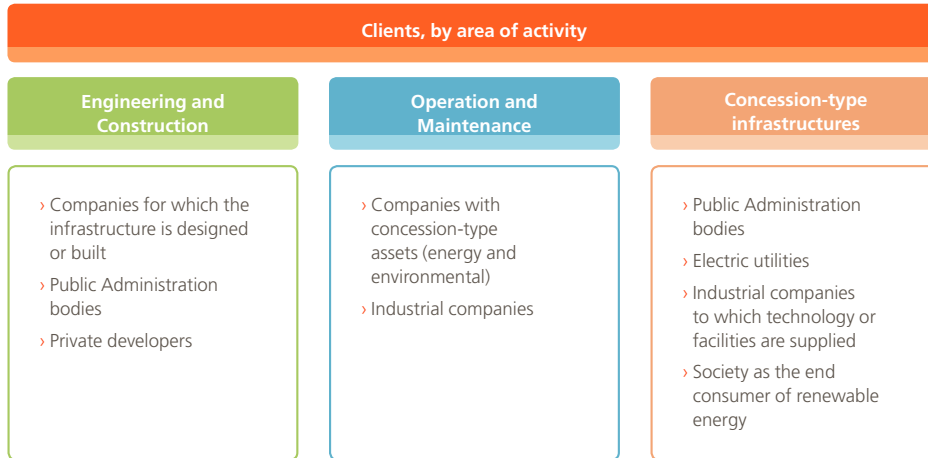 Clients, by area of activity
Engineering and
Construction
› Companies for which the
infrastructure is designed
or built
› Public Administration
bodies
› Private developers
Operation and
Maintenance
› Companies with
concession-type
assets (energy and
environmental)
› Industrial companies
Concession-type
infrastructures
› Public Administration
bodies
› Electric utilities
› Industrial companies
to which technology or
facilities are supplied
› Society as the end
consumer of renewable
energy